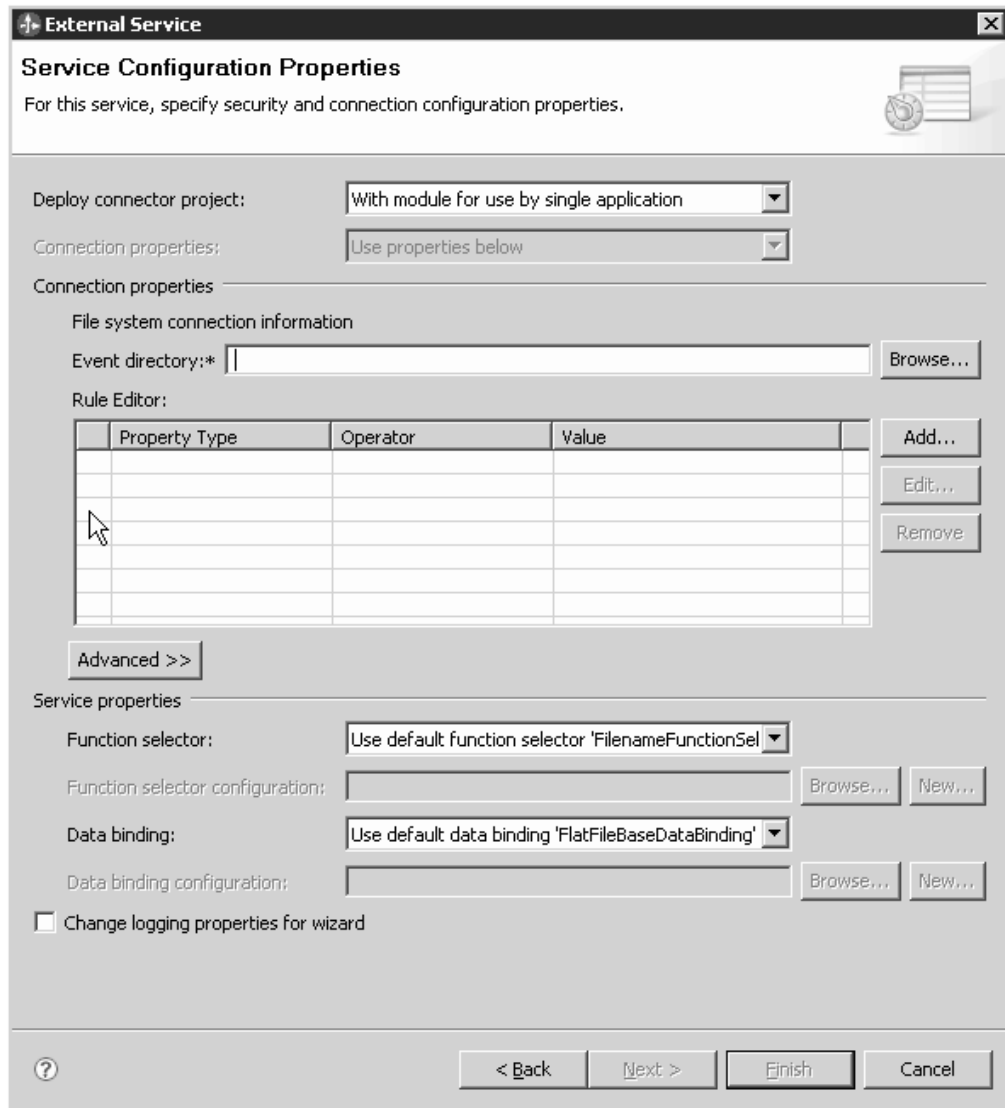 External Service
Service Configuration Properties
For this service, specify security and connection configuration properties.
Deploy connector project: With module for use by single application
Connection properties: Use properties below
Connection properties
File system connection information
Event directory:* Browse...
Rule Editor:
Property Type Operator Value Add...
Edit...
Remove
Advanced >>
Service properties
Function selector: Use default function selector 'FilenameFunctionSel
Function selector configuration: Browse... New...
Data binding: Use default data binding 'FlatFileBaseDataBinding'
Data binding configuration: Browse... New...
Change logging properties for wizard
? < Back Next > Finish Cancel